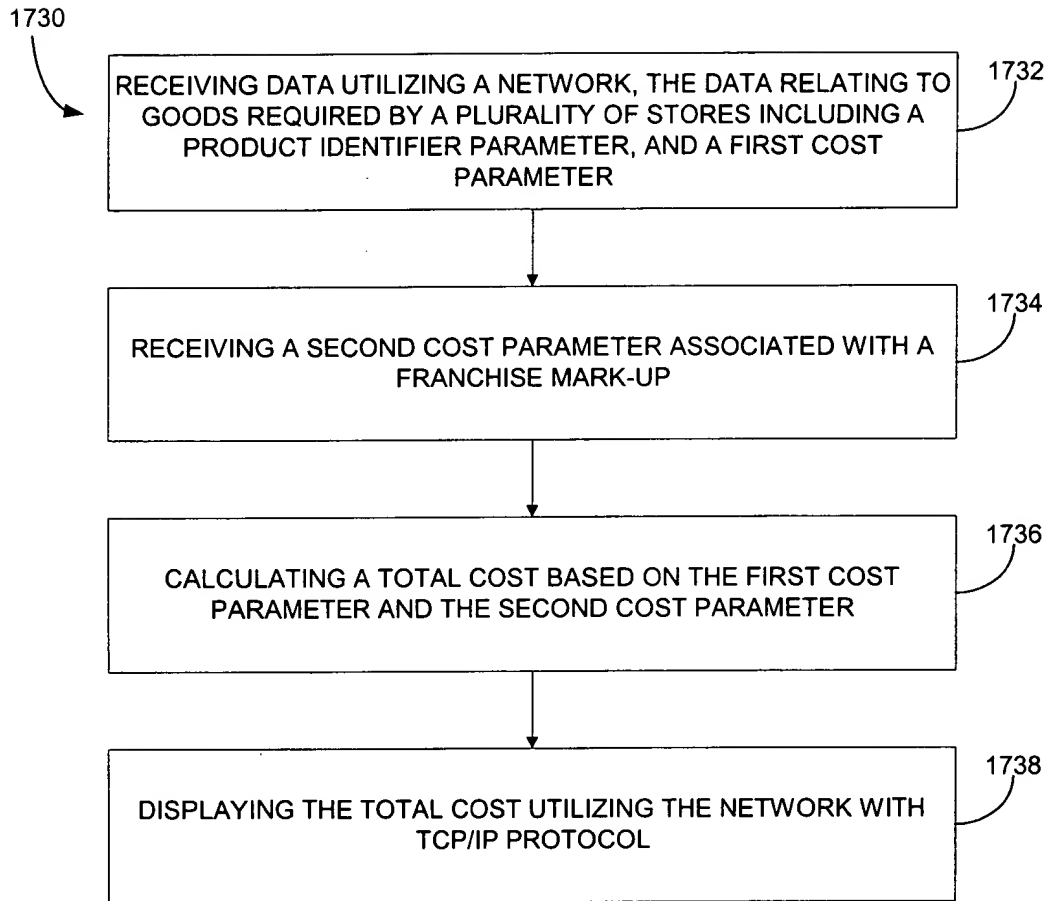 1730
RECEIVING DATA UTILIZING A NETWORK, THE DATA RELATING TO
GOODS REQUIRED BY A PLURALITY OF STORES INCLUDING A
PRODUCT IDENTIFIER PARAMETER, AND A FIRST COST
PARAMETER
1732
RECEIVING A SECOND COST PARAMETER ASSOCIATED WITH A
FRANCHISE MARK-UP
1734
CALCULATING A TOTAL COST BASED ON THE FIRST COST
PARAMETER AND THE SECOND COST PARAMETER
1736
DISPLAYING THE TOTAL COST UTILIZING THE NETWORK WITH
TCP/IP PROTOCOL
1738